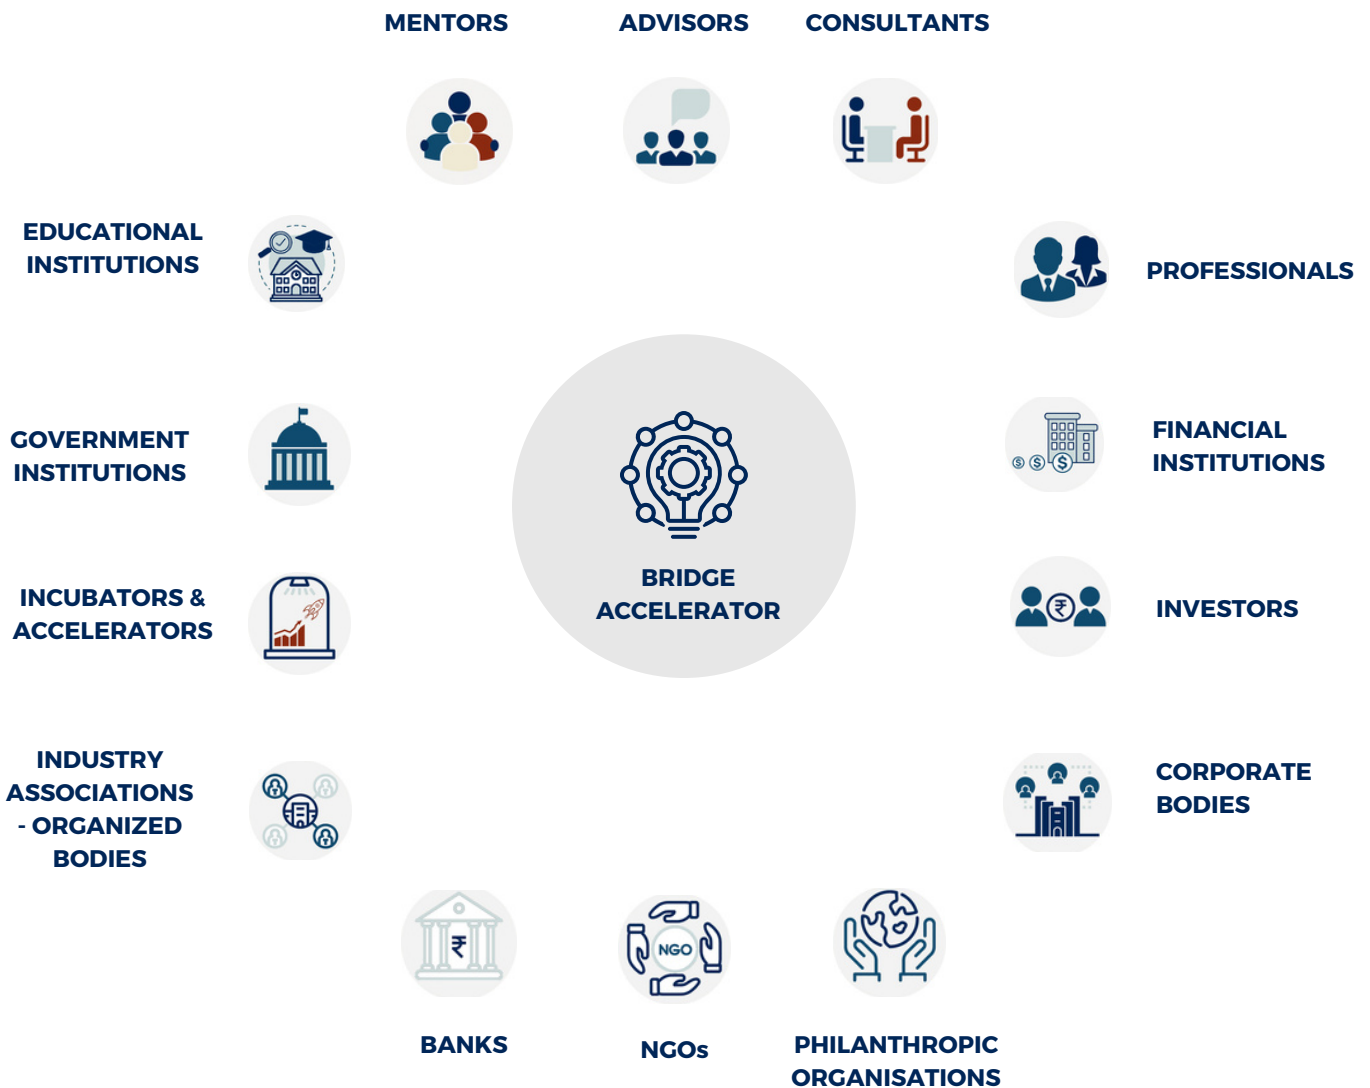 MENTORS
ADVISORS
CONSULTANTS
EDUCATIONAL
INSTITUTIONS
PROFESSIONALS
GOVERNMENT
INSTITUTIONS
FINANCIAL
INSTITUTIONS
$ $ $
BRIDGE
ACCELERATOR
INCUBATORS &
ACCELERATORS
₹
INVESTORS
INDUSTRY
ASSOCIATIONS
- ORGANIZED
BODIES
CORPORATE
BODIES
₹
NGO
BANKS
NGOs
PHILANTHROPIC
ORGANISATIONS